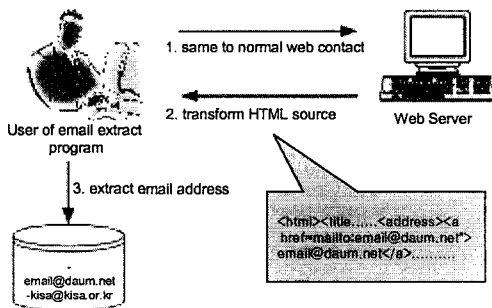 1. same to normal web contact
2. transform HTML source
User of email extract
program
Web Server
3. extract email address
<html><title......<address><a
href=mailto:email@daum.net">
email@daum.net</a>..........
-
email@daum.net
-kisa@kisa.or.kr